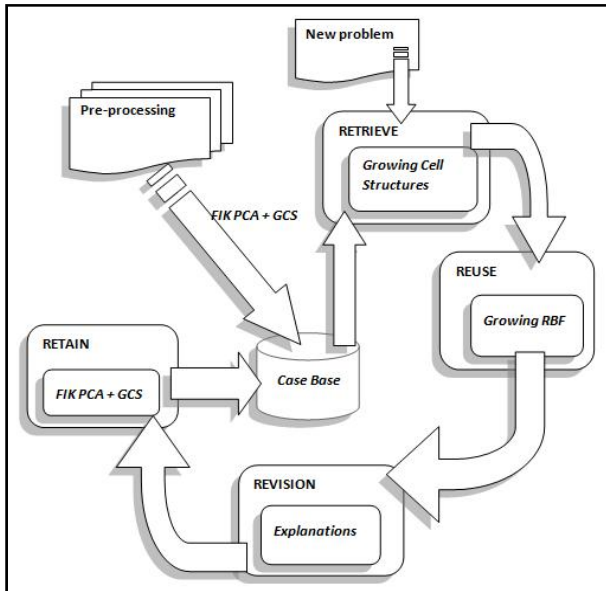 New problem
Pre-processing
RETRIEVE
Growing Cell
Structures
FIK PCA + GCS
REUSE
Growing RBF
RETAIN
FIK PCA + GCS
Case Base
REVISION
Explanations